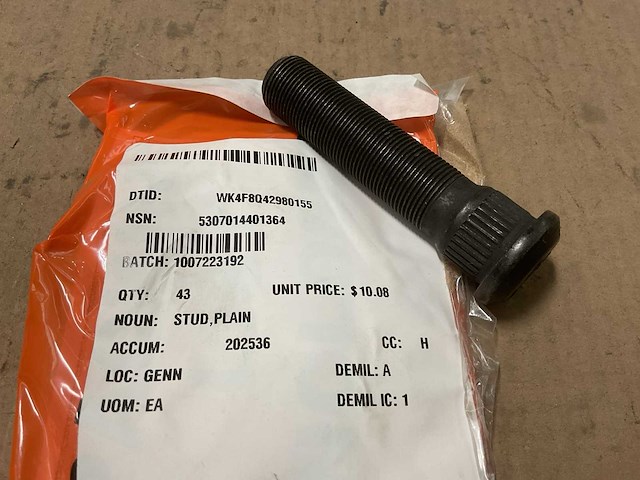 DTID: WK4F8Q42980155
NSN: 5307014401364
BATCH: 1007223192
QTY: 43 UNIT PRICE: $10.08
NOUN: STUD,PLAIN
ACCUM: 202536 CC: H
LOC: GENN DEMIL: A
UOM: EA DEMIL IC: 1